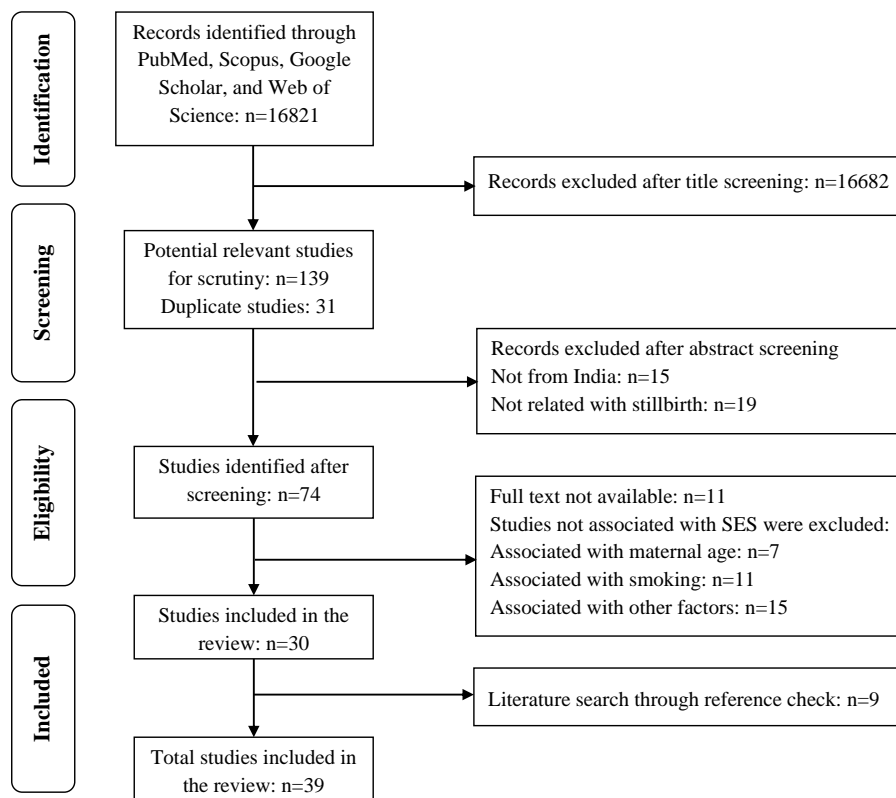 Identification
Records identified through
PubMed, Scopus, Google
Scholar, and Web of
Science: n=16821
Records excluded after title screening: n=16682
Screening
Potential relevant studies
for scrutiny: n=139
Duplicate studies: 31
Records excluded after abstract screening
Not from India: n=15
Not related with stillbirth: n=19
Eligibility
Studies identified after
screening: n=74
Full text not available: n=11
Studies not associated with SES were excluded:
Associated with maternal age: n=7
Associated with smoking: n=11
Associated with other factors: n=15
Included
Studies included in the
review: n=30
Literature search through reference check: n=9
Total studies included in
the review: n=39